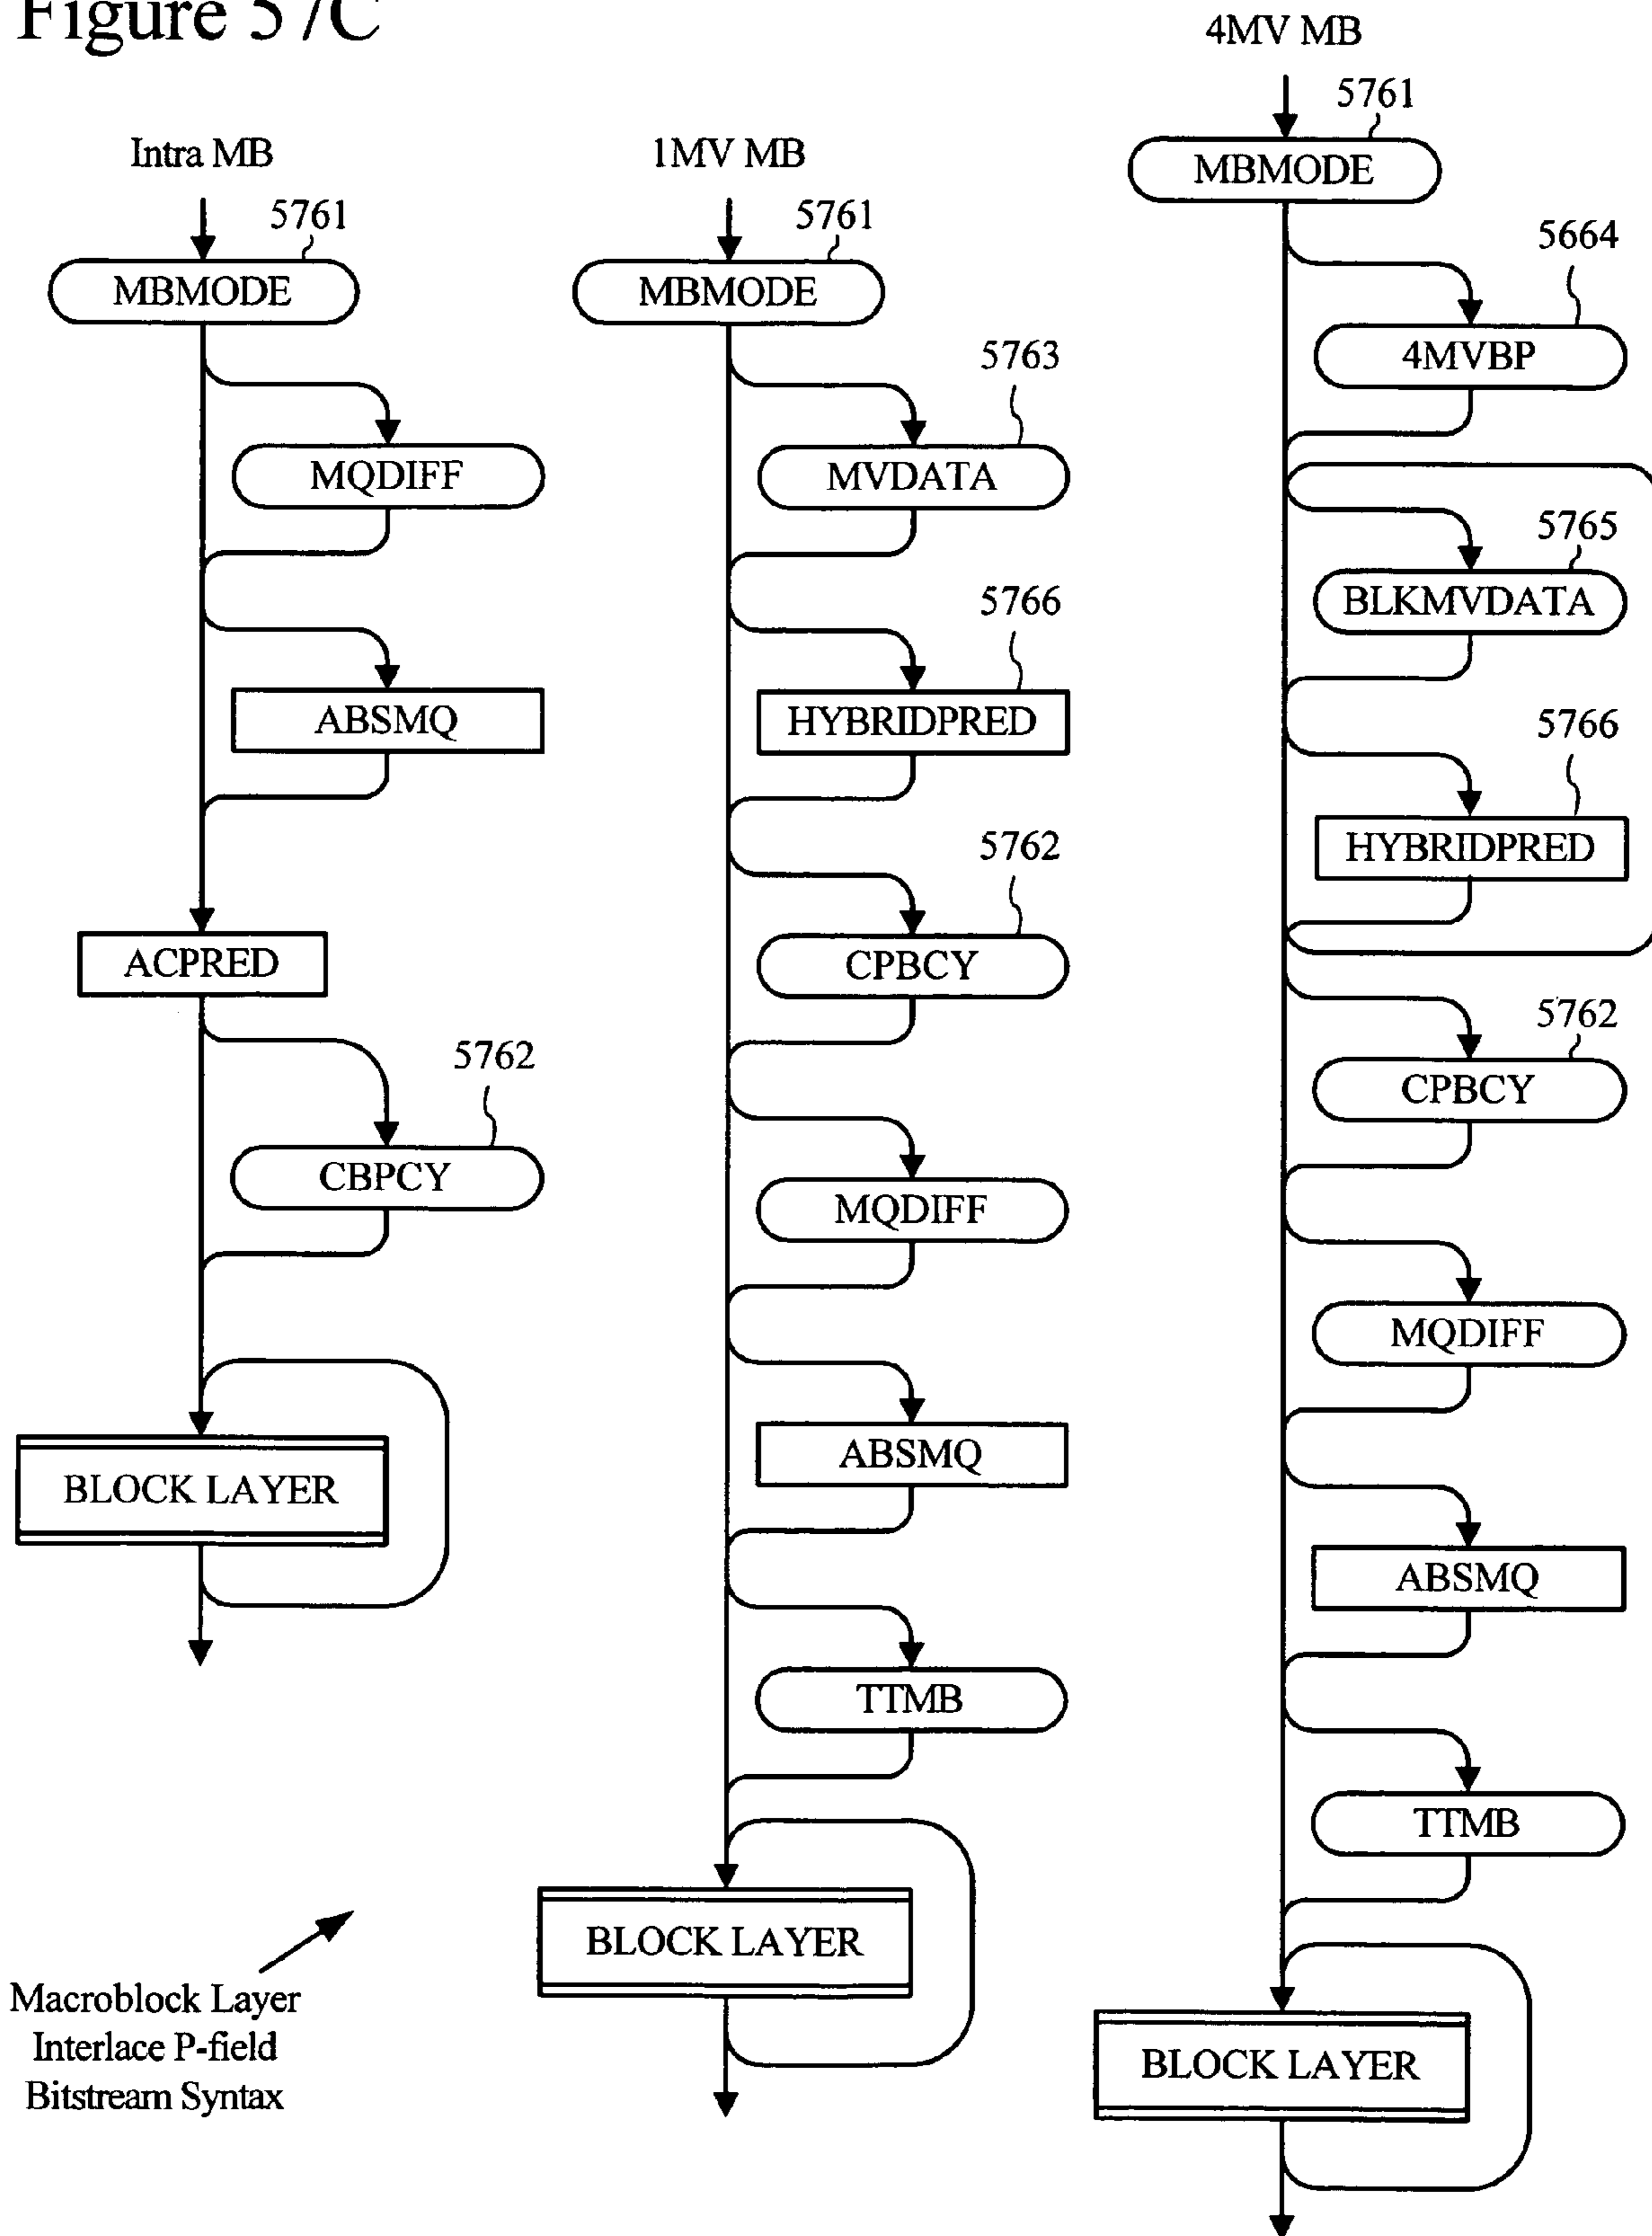 Figure 57C
Intra MB
5761
MBMODE
MQDIFF
ABSMQ
ACPRED
5762
CBPCY
BLOCK LAYER
Macroblock Layer
Interlace P-field
Bitstream Syntax
1MV MB
5761
MBMODE
5763
MVDATA
5766
HYBRIDPRED
5762
CPBCY
MQDIFF
ABSMQ
TTMB
BLOCK LAYER
4MV MB
5761
MBMODE
5664
4MVBP
5765
BLKMVDATA
5766
HYBRIDPRED
5762
CPBCY
MQDIFF
ABSMQ
TTMB
BLOCK LAYER